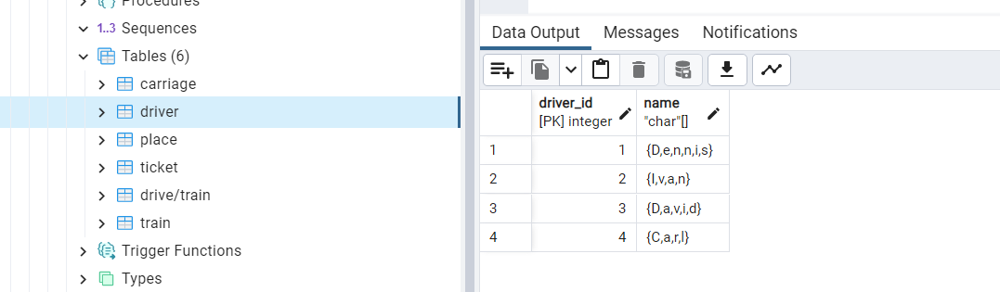 Procedures
1..3 Sequences
Tables (6)
carriage
driver
place
ticket
drive/train
train
Trigger Functions
Types
Data Output Messages Notifications
driver_id name
[PK] integer "char"[]
1 1 {D,e,n,n,i,s}
2 2 {I,v,a,n}
3 3 {D,a,v,i,d}
4 4 {C,a,r,l}